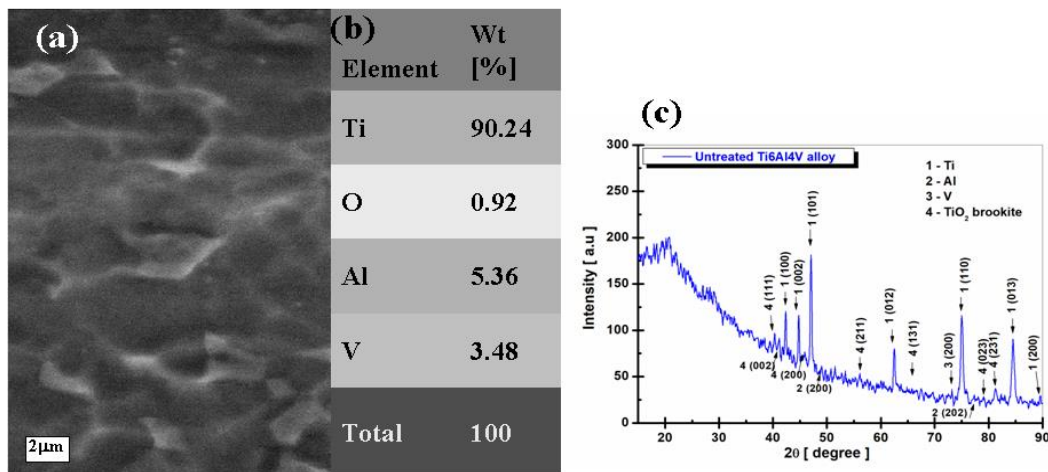 (a)
2µm
(b)
Element Wt [%]
Ti 90.24
O 0.92
Al 5.36
V 3.48
Total 100
(c)
Untreated Ti6Al4V alloy
1 - Ti
2 - Al
3 - V
4 - TiO₂ brookite
Intensity [ a.u ]
300
250
200
150
100
50
0
4 (111)
4 (002)
1 (100)
1 (002)
4 (200)
1 (101)
2 (200)
4 (211)
1 (012)
4 (131)
3 (200)
1 (110)
2 (202)
4 (023)
4 (231)
1 (013)
1 (200)
20 30 40 50 60 70 80 90
2θ [ degree ]